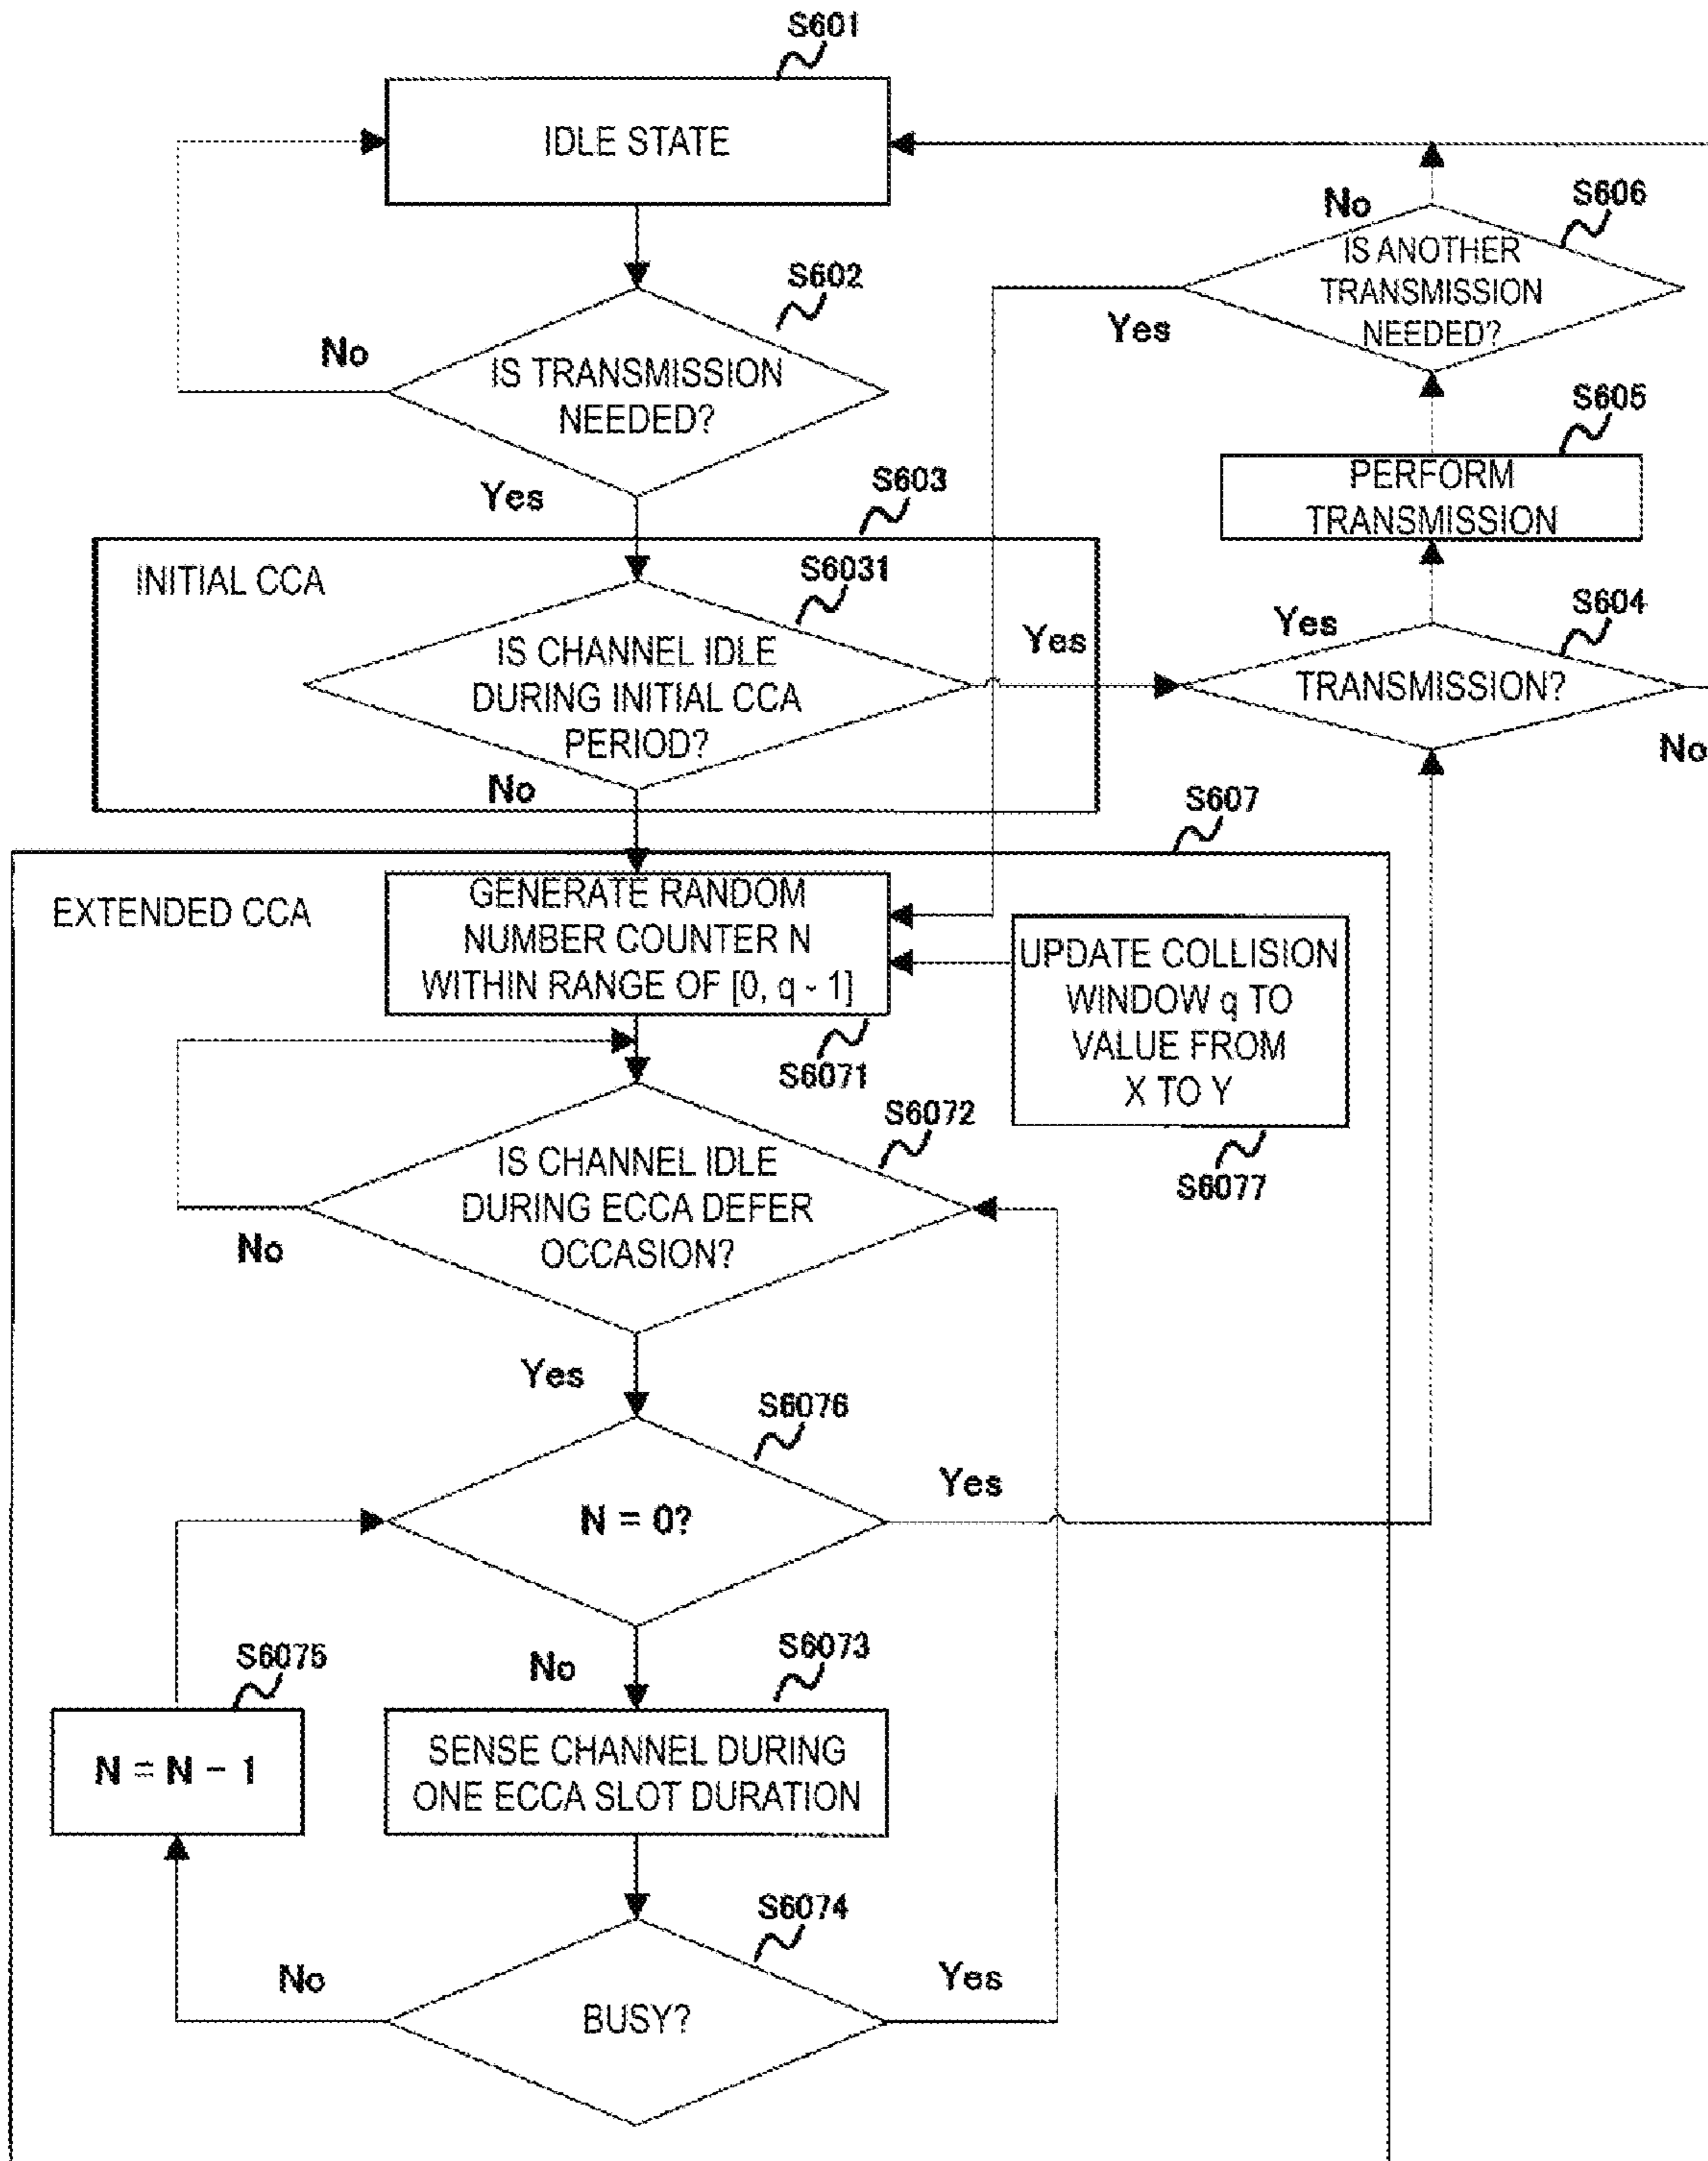 S601
IDLE STATE
S602
No
IS TRANSMISSION
NEEDED?
Yes
No
S606
IS ANOTHER
TRANSMISSION
NEEDED?
Yes
S605
PERFORM
TRANSMISSION
S603
INITIAL CCA
S6031
IS CHANNEL IDLE
DURING INITIAL CCA
PERIOD?
Yes
No
S604
Yes
TRANSMISSION?
No
S607
EXTENDED CCA
GENERATE RANDOM
NUMBER COUNTER N
WITHIN RANGE OF [0, q - 1]
S6071
UPDATE COLLISION
WINDOW q TO
VALUE FROM
X TO Y
S6077
S6072
IS CHANNEL IDLE
DURING ECCA DEFER
OCCASION?
No
Yes
S6076
N = 0?
Yes
No
S6073
SENSE CHANNEL DURING
ONE ECCA SLOT DURATION
S6075
N = N - 1
S6074
BUSY?
No
Yes